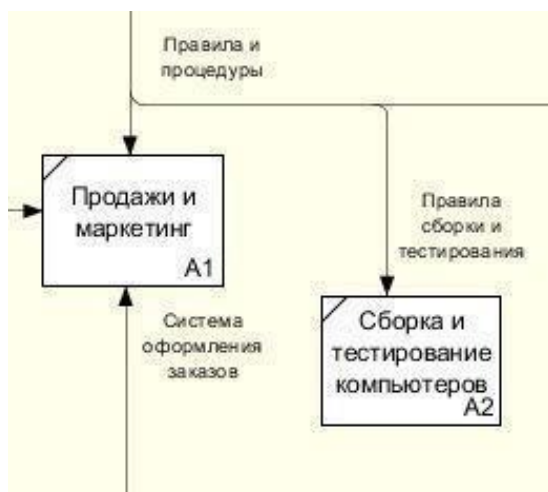 Правила и
процедуры
Продажи и
маркетинг
A1
Правила
сборки и
тестирования
Система
оформления
заказов
Сборка и
тестирование
компьютеров
A2